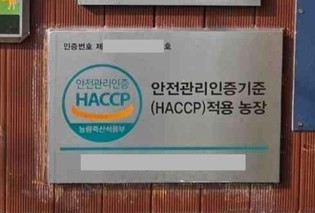 인증번호 제 호
안전관리인증
HACCP
농림축산식품부
안전관리인증기준
(HACCP)적용 농장